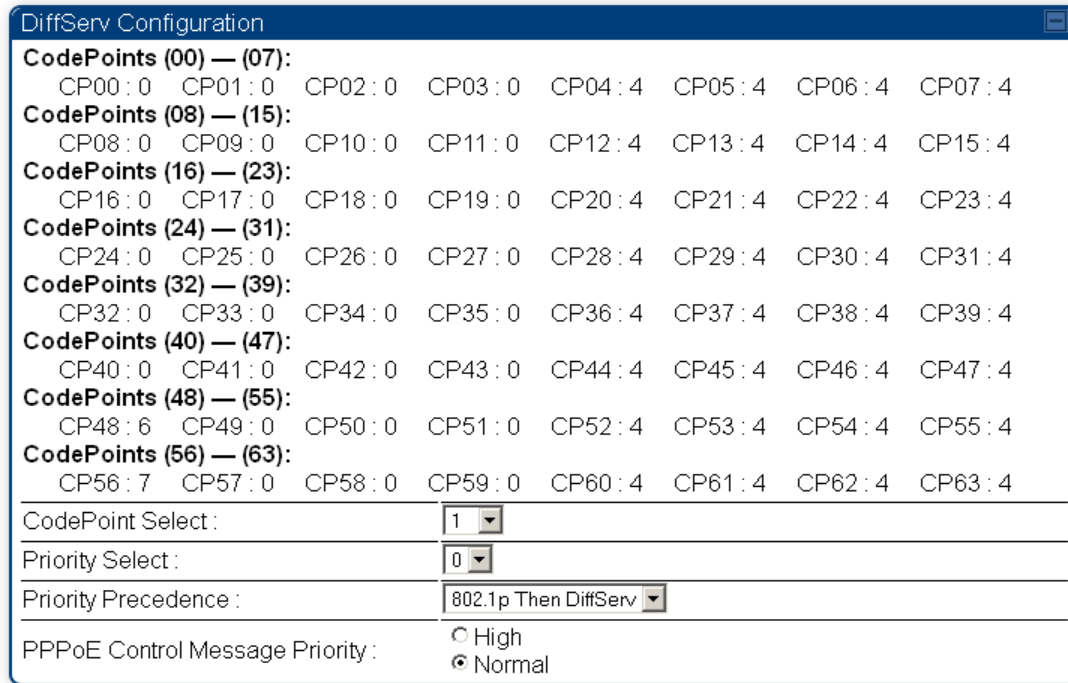 DiffServ Configuration
CodePoints (00) — (07):
CP00 : 0 CP01 : 0 CP02 : 0 CP03 : 0 CP04 : 4 CP05 : 4 CP06 : 4 CP07 : 4
CodePoints (08) — (15):
CP08 : 0 CP09 : 0 CP10 : 0 CP11 : 0 CP12 : 4 CP13 : 4 CP14 : 4 CP15 : 4
CodePoints (16) — (23):
CP16 : 0 CP17 : 0 CP18 : 0 CP19 : 0 CP20 : 4 CP21 : 4 CP22 : 4 CP23 : 4
CodePoints (24) — (31):
CP24 : 0 CP25 : 0 CP26 : 0 CP27 : 0 CP28 : 4 CP29 : 4 CP30 : 4 CP31 : 4
CodePoints (32) — (39):
CP32 : 0 CP33 : 0 CP34 : 0 CP35 : 0 CP36 : 4 CP37 : 4 CP38 : 4 CP39 : 4
CodePoints (40) — (47):
CP40 : 0 CP41 : 0 CP42 : 0 CP43 : 0 CP44 : 4 CP45 : 4 CP46 : 4 CP47 : 4
CodePoints (48) — (55):
CP48 : 6 CP49 : 0 CP50 : 0 CP51 : 0 CP52 : 4 CP53 : 4 CP54 : 4 CP55 : 4
CodePoints (56) — (63):
CP56 : 7 CP57 : 0 CP58 : 0 CP59 : 0 CP60 : 4 CP61 : 4 CP62 : 4 CP63 : 4
CodePoint Select : 1
Priority Select : 0
Priority Precedence : 802.1p Then DiffServ
PPPoE Control Message Priority :
High
Normal